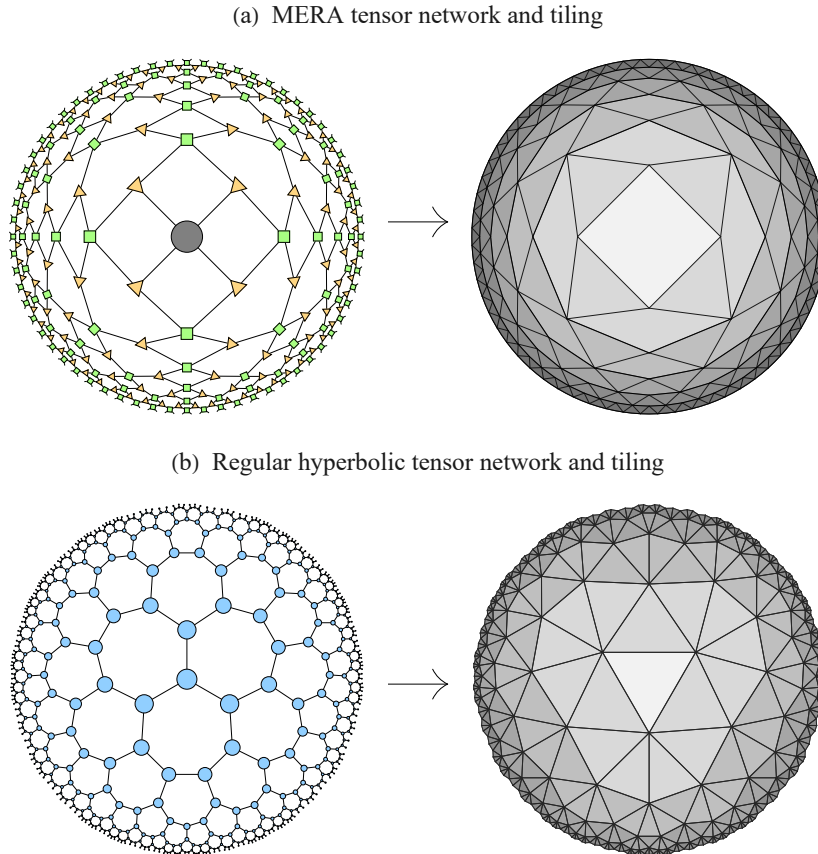 (a) MERA tensor network and tiling
(b) Regular hyperbolic tensor network and tiling